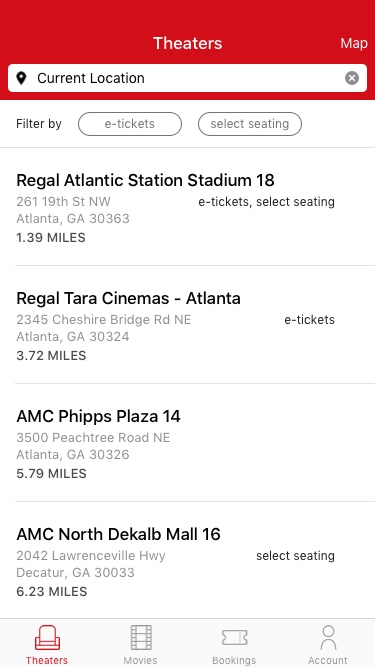 Theaters
Map
Current Location
Filter by
e-tickets
select seating
Regal Atlantic Station Stadium 18
261 19th St NW
e-tickets, select seating
Atlanta, GA 30363
1.39 MILES
Regal Tara Cinemas - Atlanta
2345 Cheshire Bridge Rd NE
e-tickets
Atlanta, GA 30324
3.72 MILES
AMC Phipps Plaza 14
3500 Peachtree Road NE
Atlanta, GA 30326
5.79 MILES
AMC North Dekalb Mall 16
2042 Lawrenceville Hwy
select seating
Decatur, GA 30033
6.23 MILES
Theaters
Movies
Bookings
Account